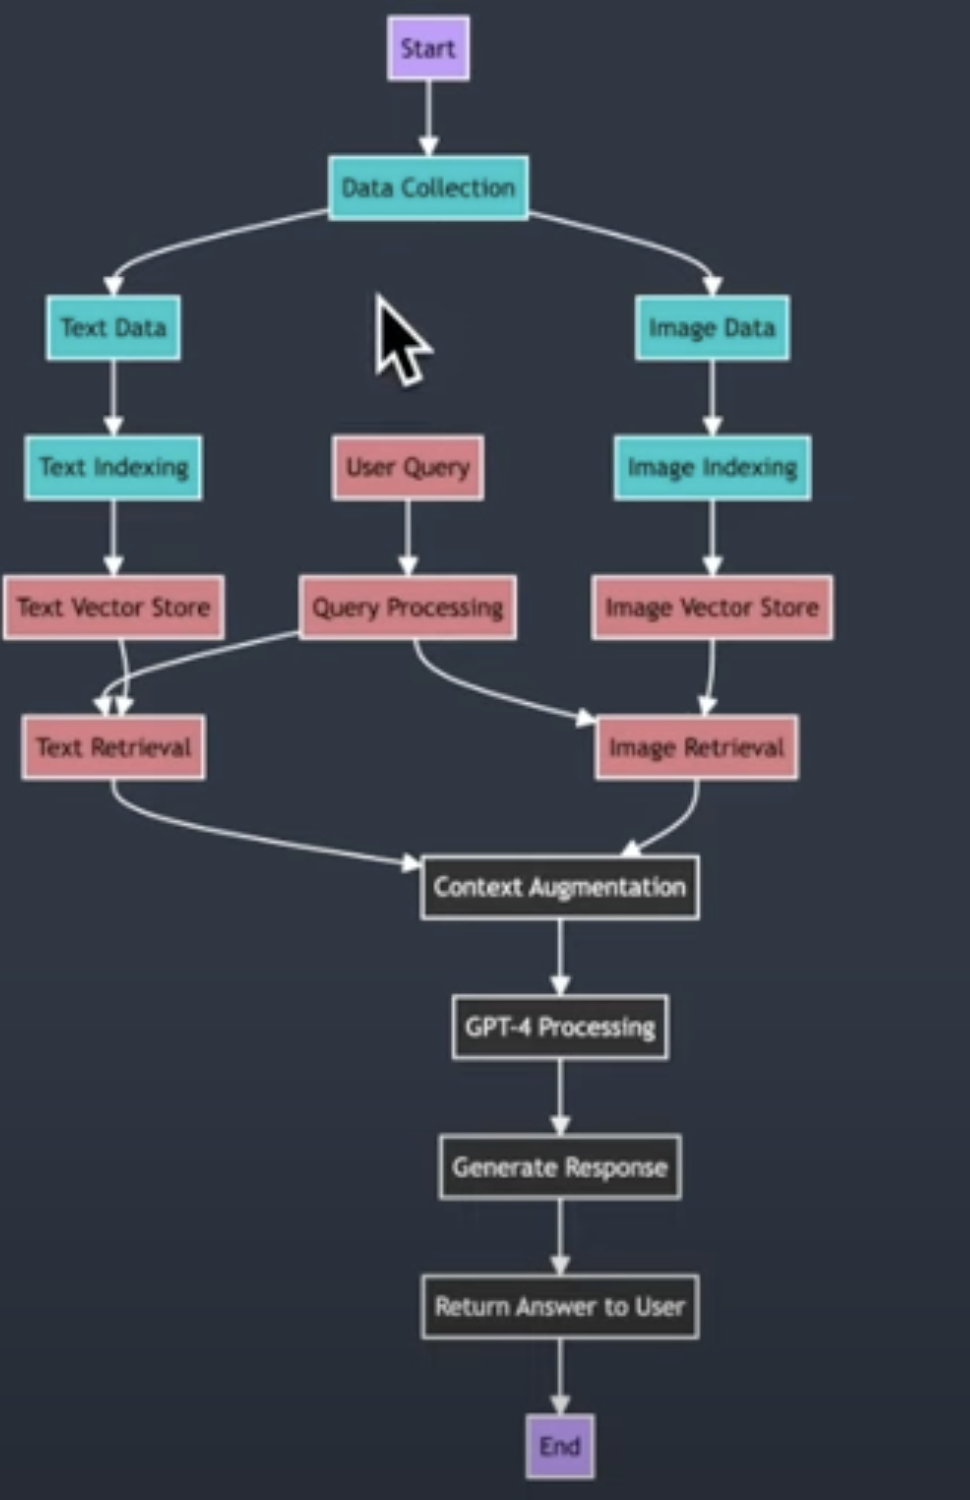 Start
Data Collection
Text Data
Image Data
Text Indexing
User Query
Image Indexing
Text Vector Store
Query Processing
Image Vector Store
Text Retrieval
Image Retrieval
Context Augmentation
GPT-4 Processing
Generate Response
Return Answer to User
End